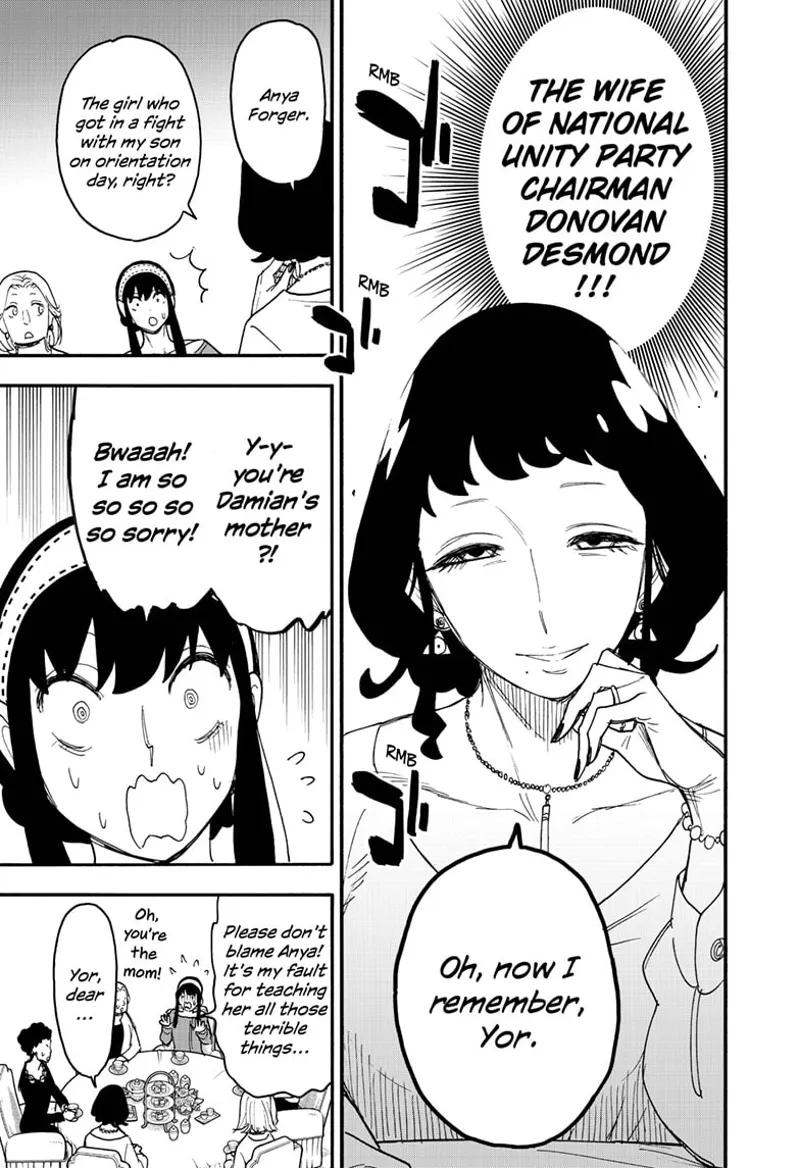 THE WIFE
OF NATIONAL
UNITY PARTY
CHAIRMAN
DONOVAN
DESMOND
!!!
RMB
RMB
RMB
Oh, now I
remember,
Yor.
Anya
Forger.
The girl who
got in a fight
with my son
on orientation
day, right?
Y-y-
you're
Damian's
mother
?!
Bwaaah!
I am so
so so so so
so sorry!
Please don't
blame Anya!
It's my fault
for teaching
her all those
terrible
things...
Oh,
you're
the
mom!
Yor,
dear
...